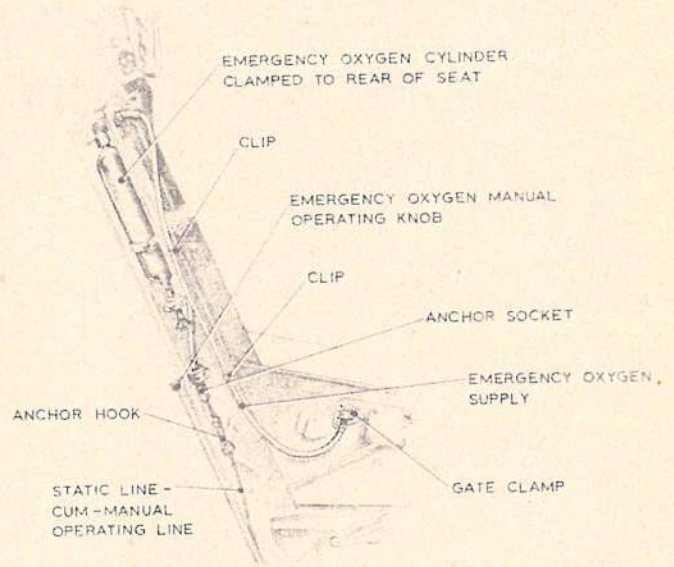 EMERGENCY OXYGEN CYLINDER
CLAMPED TO REAR OF SEAT
CLIP
EMERGENCY OXYGEN MANUAL
OPERATING KNOB
CLIP
ANCHOR SOCKET
EMERGENCY OXYGEN,
SUPPLY
ANCHOR HOOK
GATE CLAMP
STATIC LINE -
CUM - MANUAL
OPERATING LINE